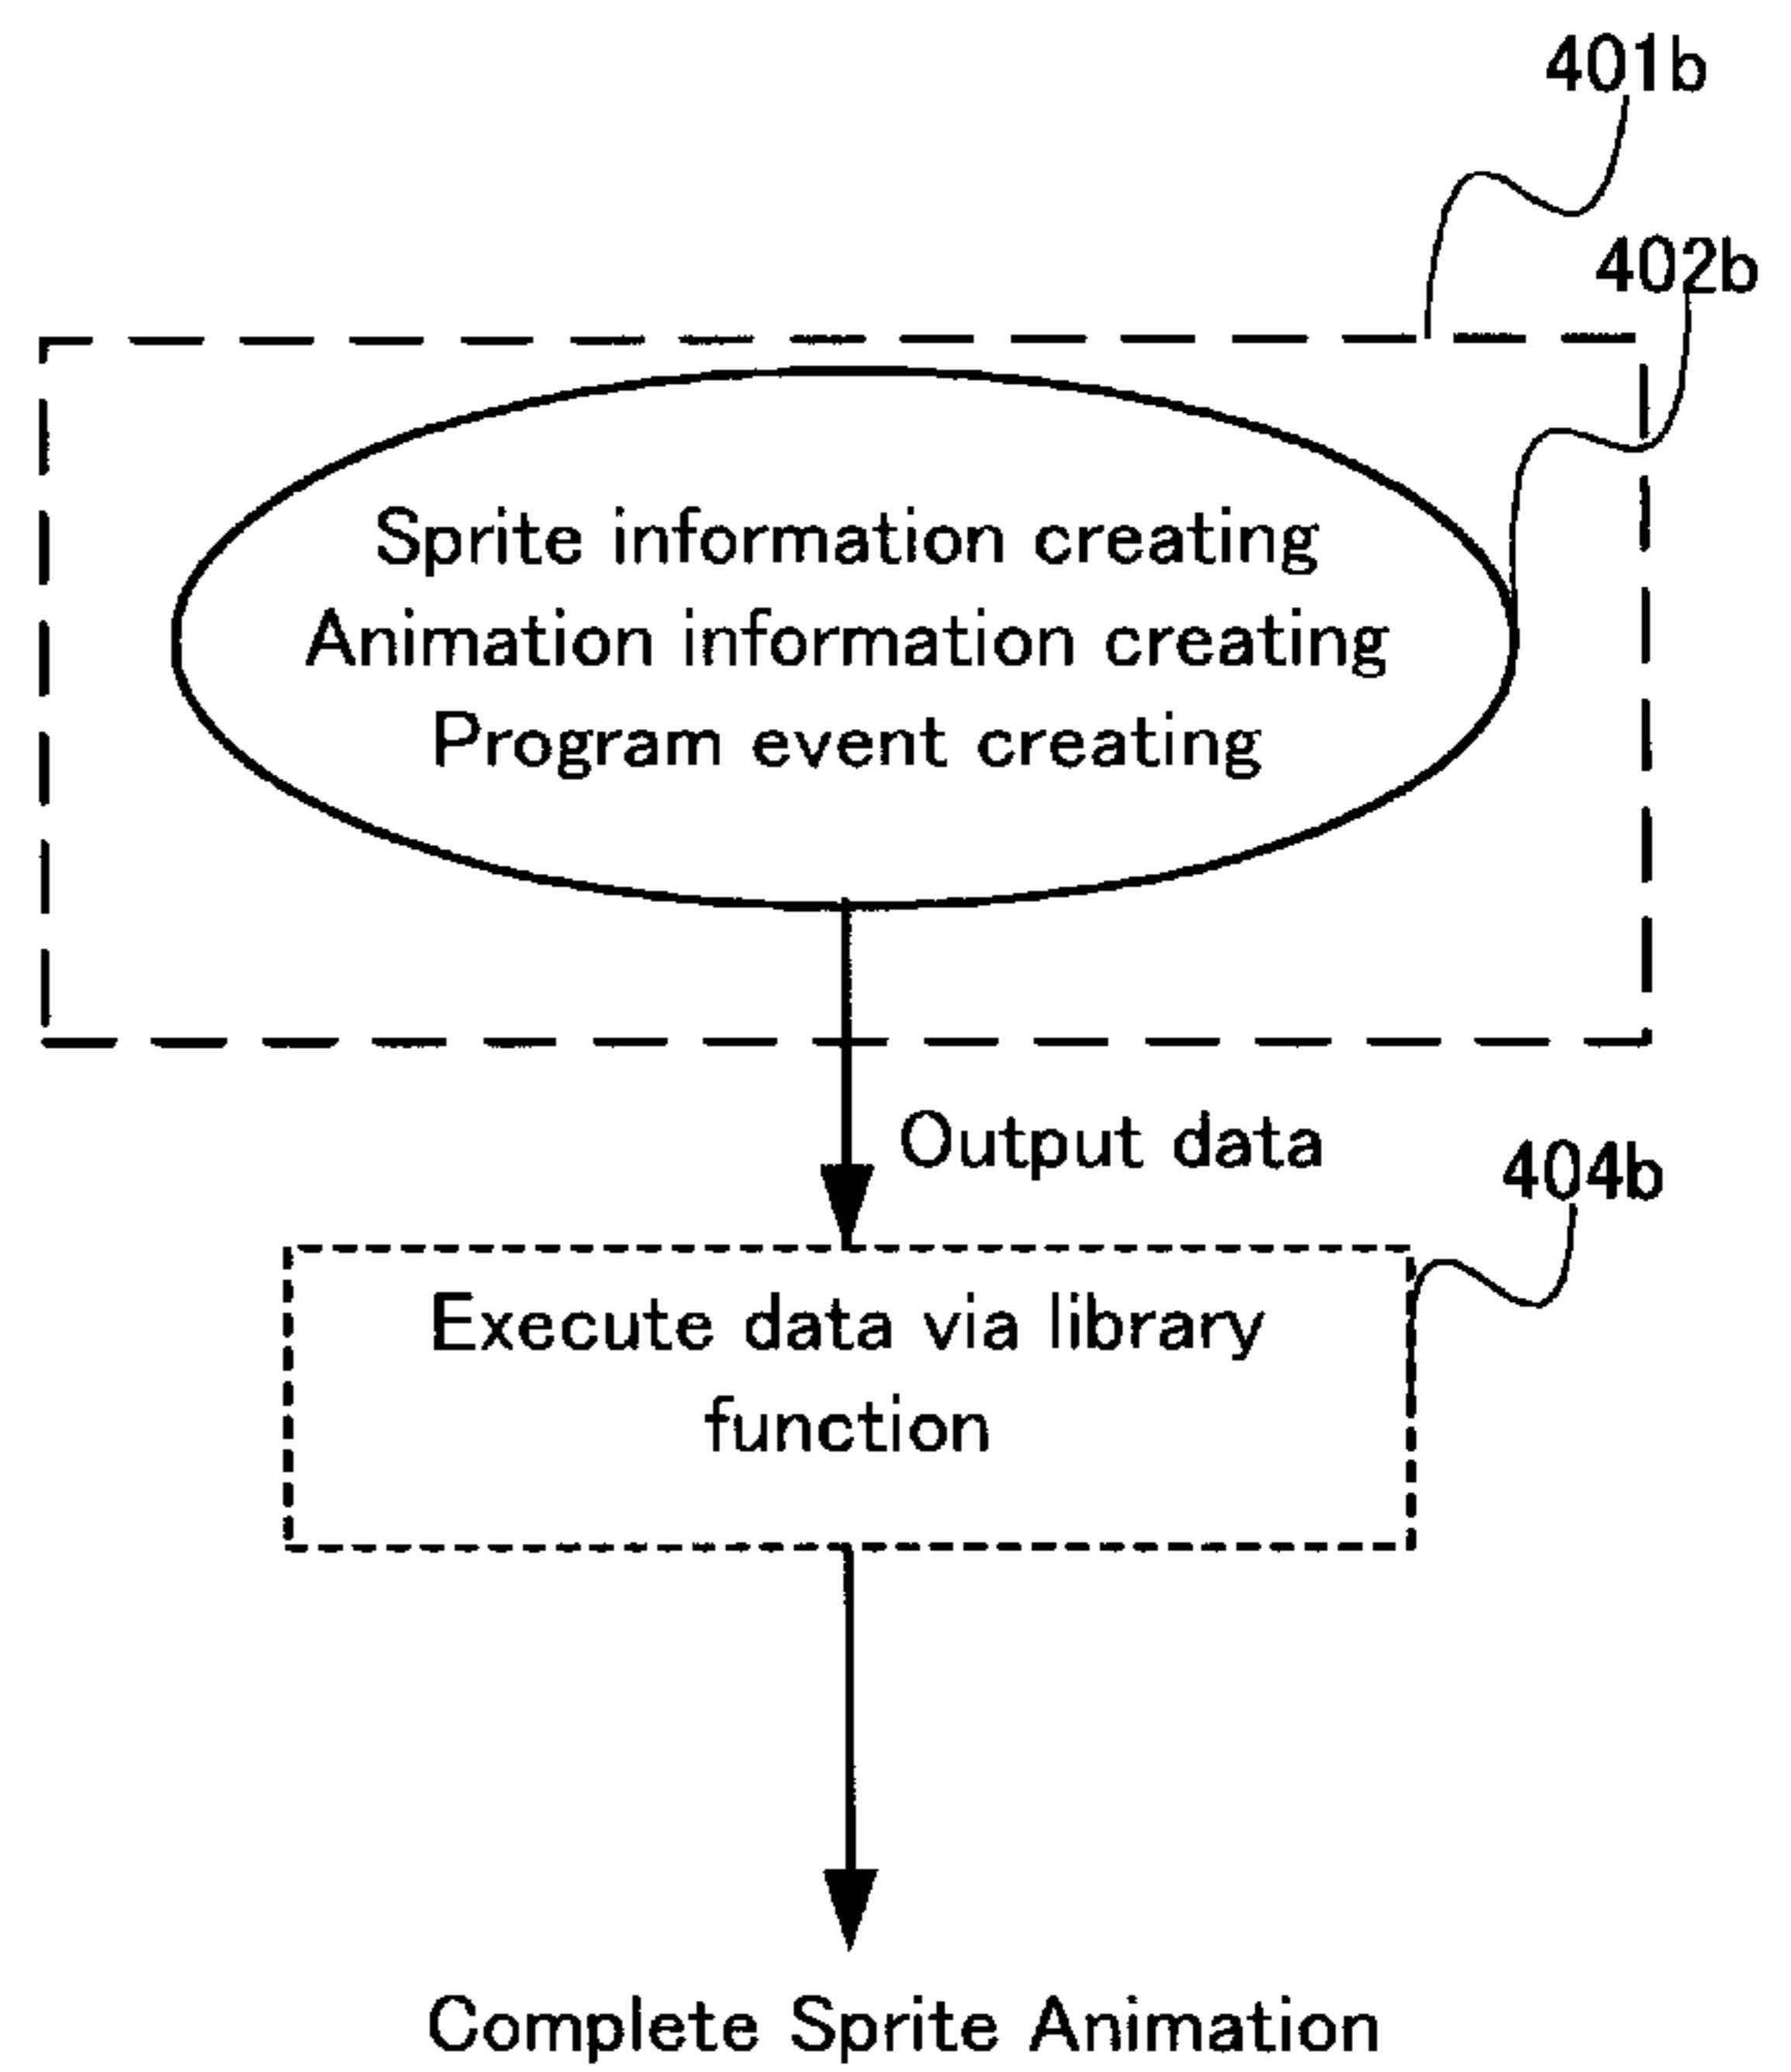 401b
402b
Sprite information creating
Animation information creating
Program event creating
Output data
404b
Execute data via library
function
Complete Sprite Animation